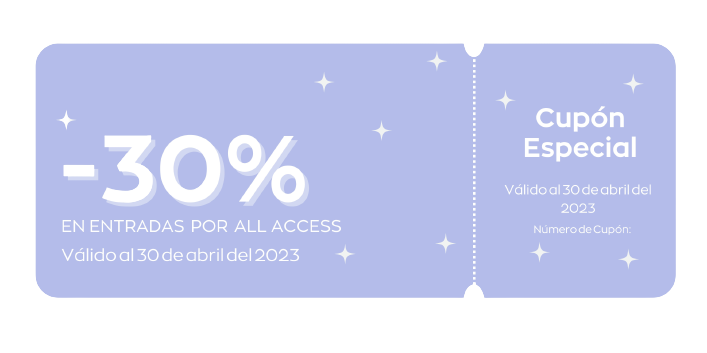 -30%
EN ENTRADAS POR ALL ACCESS
Válido al 30 de abril del 2023
Cupón
Especial
Válido al 30 de abril del
2023
Número de Cupón: